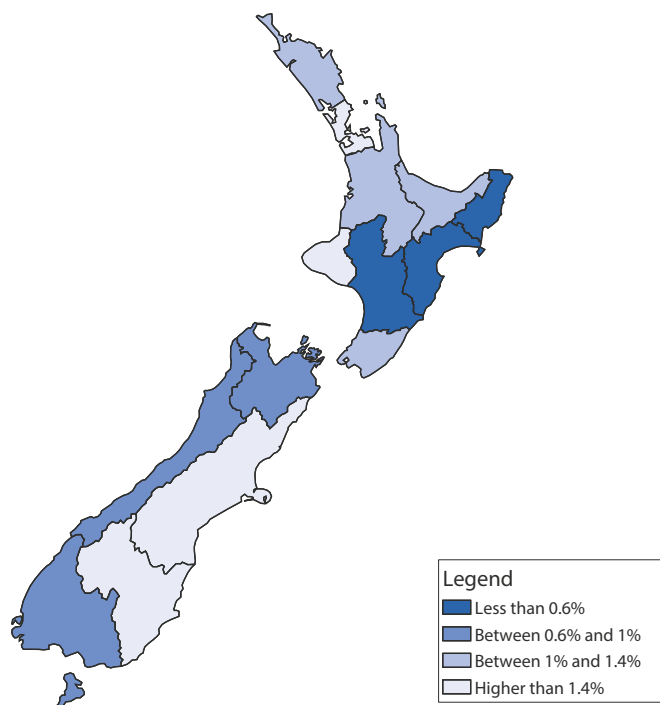 Legend
Less than 0.6%
Between 0.6% and 1%
Between 1% and 1.4%
Higher than 1.4%